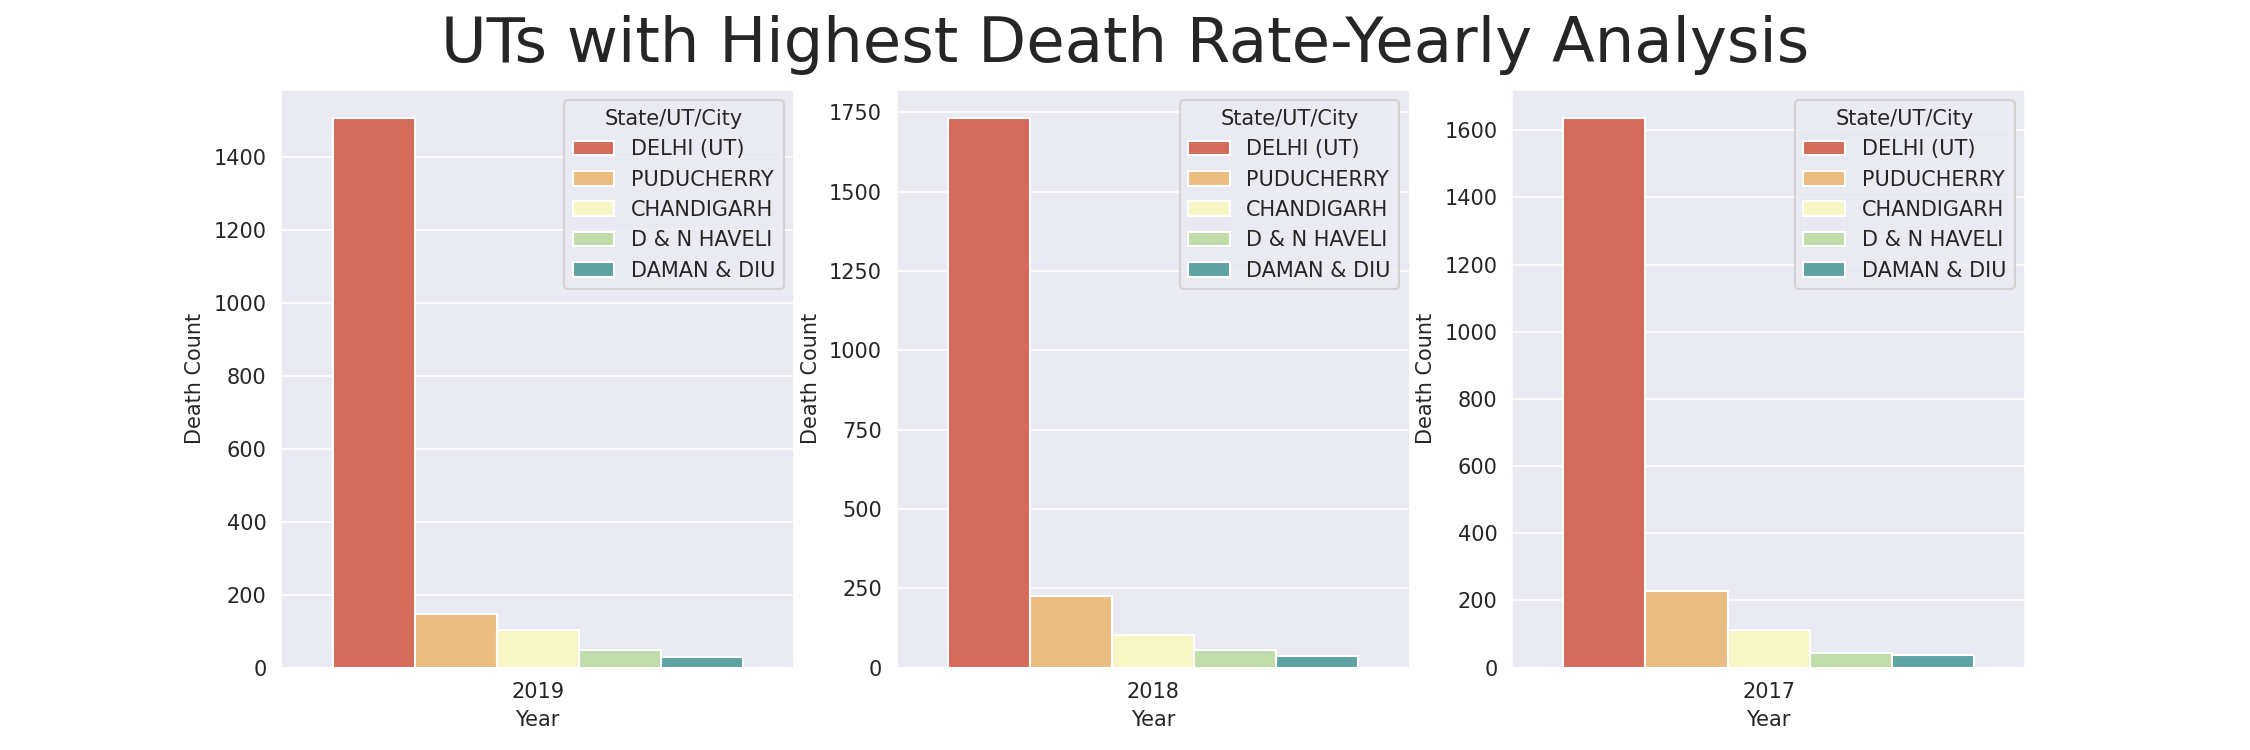 UTs with Highest Death Rate-Yearly Analysis
Death Count
1400
1200
1000
800
600
400
200
0
State/UT/City
DELHI (UT)
PUDUCHERRY
CHANDIGARH
D & N HAVELI
DAMAN & DIU
2019
Year
Death Count
1750
1500
1250
1000
750
500
250
0
State/UT/City
DELHI (UT)
PUDUCHERRY
CHANDIGARH
D & N HAVELI
DAMAN & DIU
2018
Year
Death Count
1600
1400
1200
1000
800
600
400
200
0
State/UT/City
DELHI (UT)
PUDUCHERRY
CHANDIGARH
D & N HAVELI
DAMAN & DIU
2017
Year